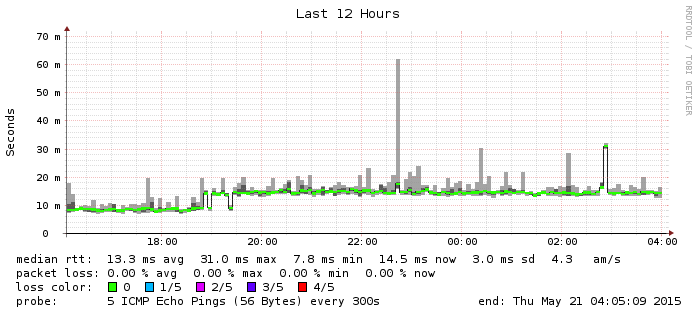 Last 12 Hours
RRDTOOL / TOBI OETIKER
Seconds
70 m
60 m
50 m
40 m
30 m
20 m
10 m
0
18:00 20:00 22:00 00:00 02:00 04:00
median rtt: 13.3 ms avg 31.0 ms max 7.8 ms min 14.5 ms now 3.0 ms sd 4.3 am/s
packet loss: 0.00 % avg 0.00 % max 0.00 % min 0.00 % now
loss color: 0 1/5 2/5 3/5 4/5
probe: 5 ICMP Echo Pings (56 Bytes) every 300s end: Thu May 21 04:05:09 2015